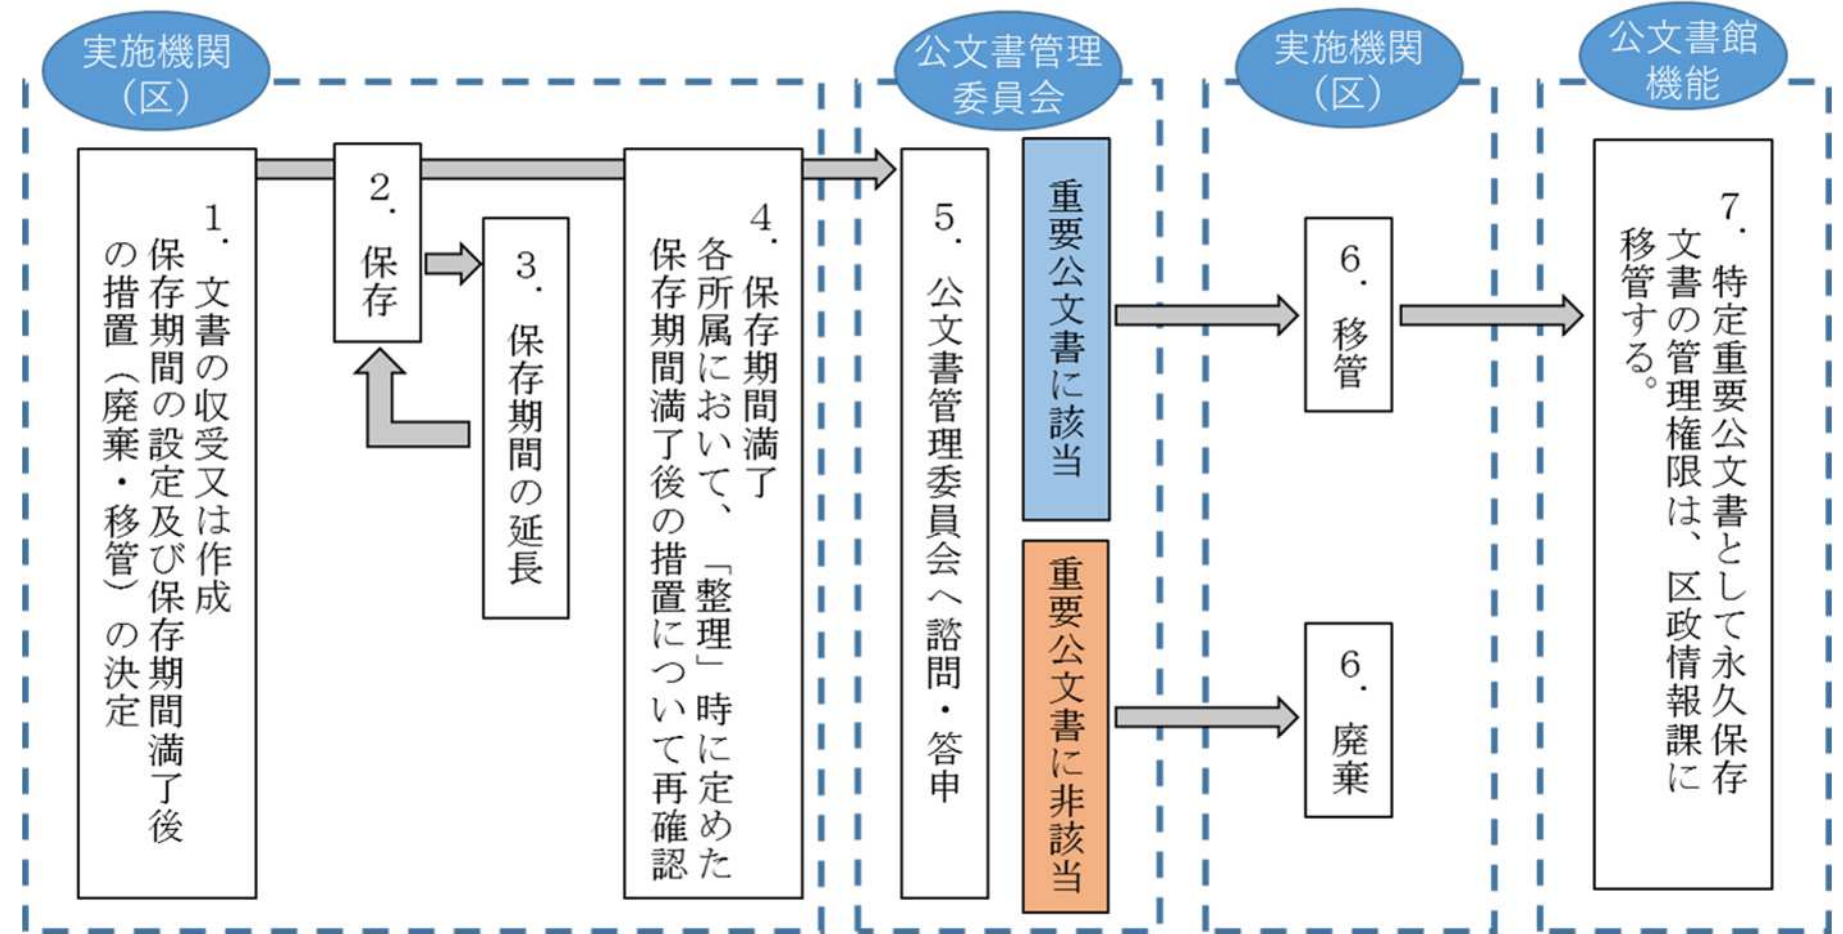 実施機関
(区)
1. 文書の収受又は作成
保存期間の設定及び保存期間満了後
の措置（廃棄・移管）の決定
2. 保存
3. 保存期間の延長
4. 保存期間満了
各所属において、「整理」時に定めた
保存期間満了後の措置について再確認
公文書管理
委員会
5. 公文書管理委員会へ諮問・答申
重要公文書に該当
重要公文書に非該当
実施機関
(区)
6. 移管
6. 廃棄
公文書館
機能
7. 特定重要公文書として永久保存
文書の管理権限は、区政情報課に
移管する。